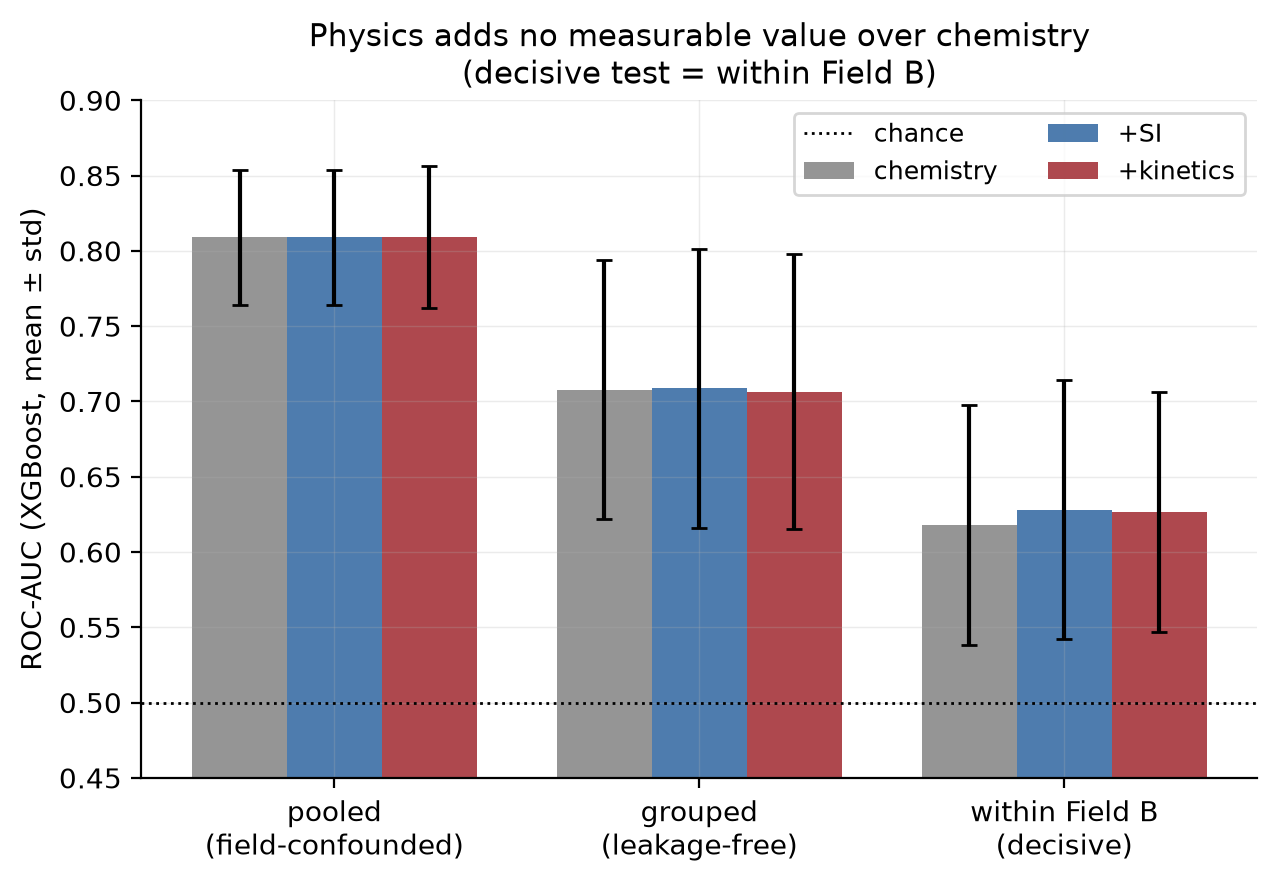 Physics adds no measurable value over chemistry
(decisive test = within Field B)
chance
chemistry
+SI
+kinetics
ROC-AUC (XGBoost, mean ± std)
0.90
0.85
0.80
0.75
0.70
0.65
0.60
0.55
0.50
0.45
pooled
(field-confounded)
grouped
(leakage-free)
within Field B
(decisive)